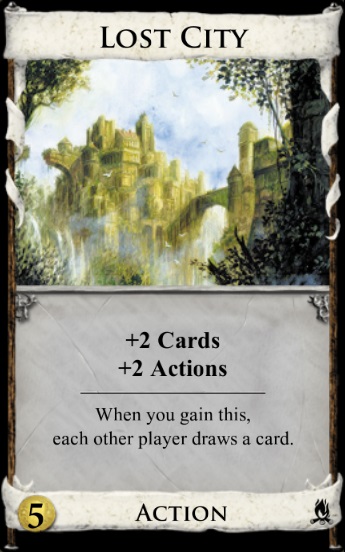 Lost City
+2 Cards
+2 Actions
When you gain this,
each other player draws a card.
5
Action